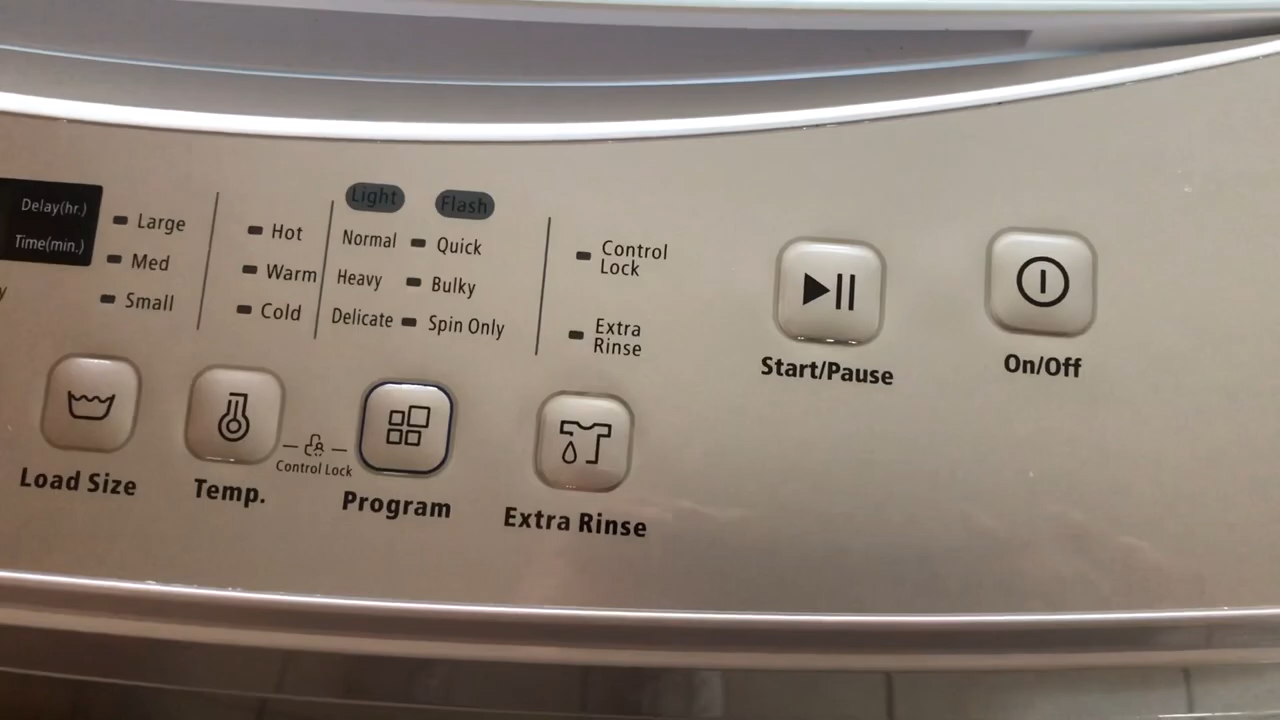 Delay(hr.)
Time(min.)
y
Large
Med
Small
Hot
Warm
Cold
Light Flash
Normal Quick
Heavy Bulky
Delicate Spin Only
Control
Lock
Extra
Rinse
Start/Pause
On/Off
Load Size
Temp.
Control Lock
Program
Extra Rinse